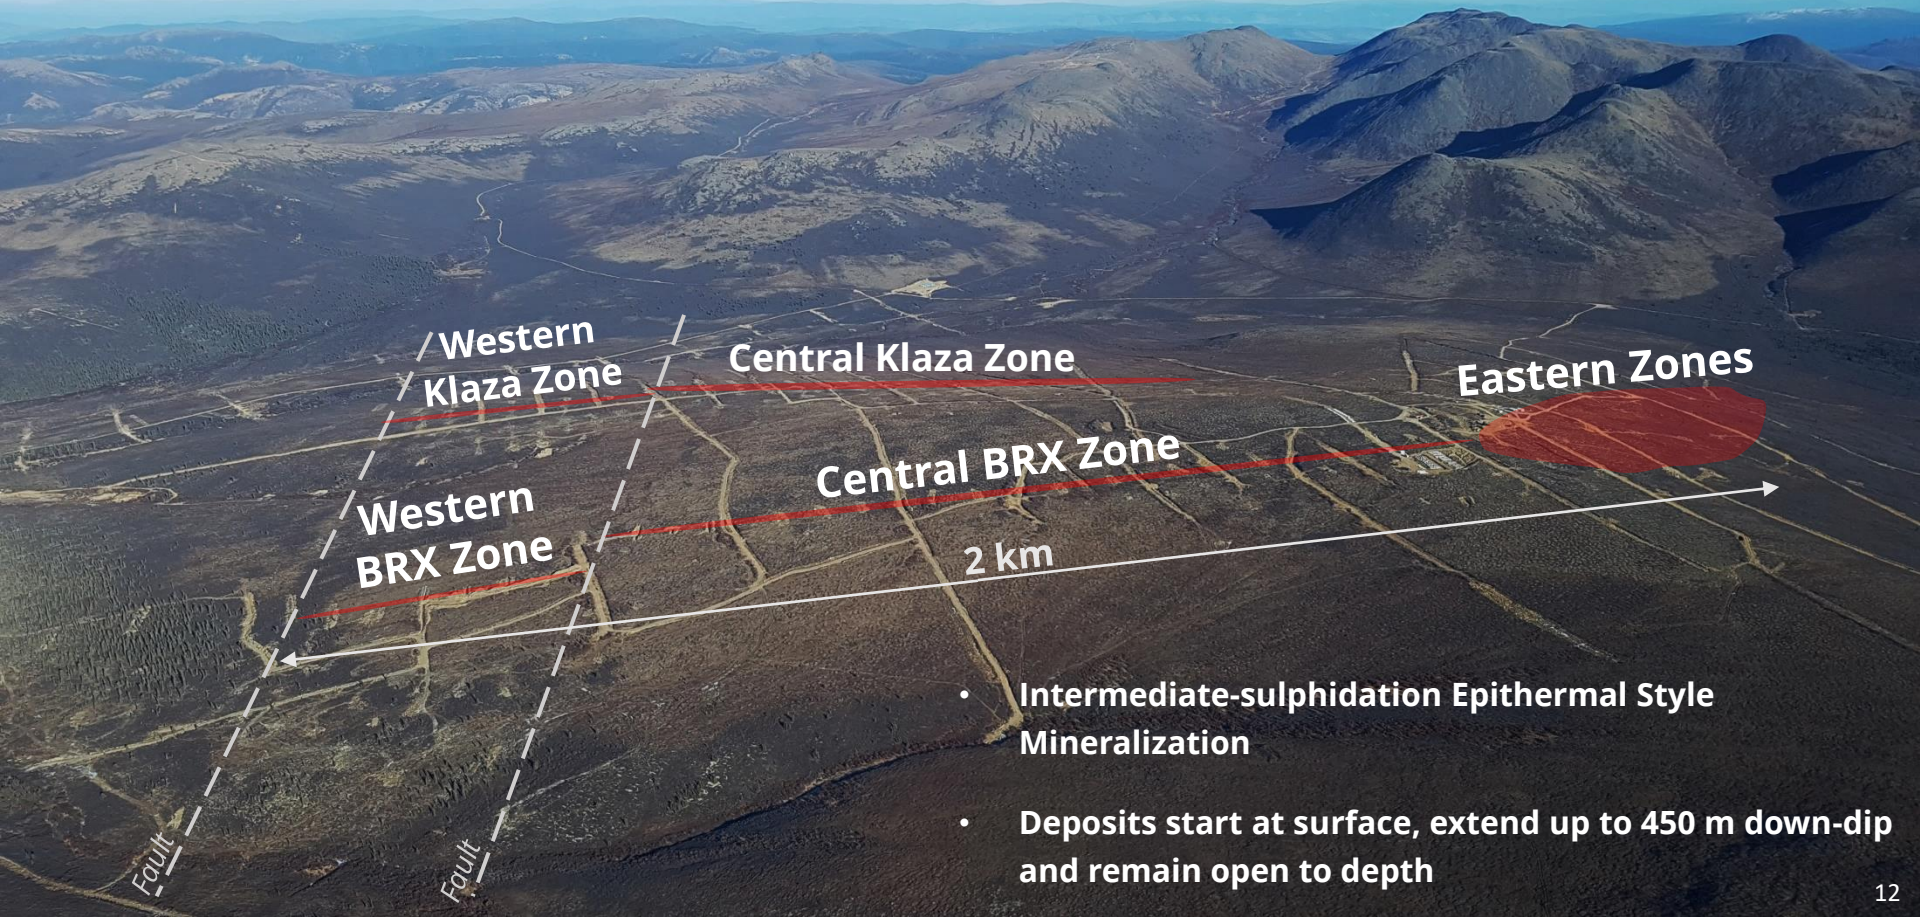 Western
Klaza Zone
Central Klaza Zone
Eastern Zones
Central BRX Zone
Western
BRX Zone
2 km
• Intermediate-sulphidation Epithermal Style
Mineralization
• Deposits start at surface, extend up to 450 m down-dip
and remain open to depth
Fault
Fault
12